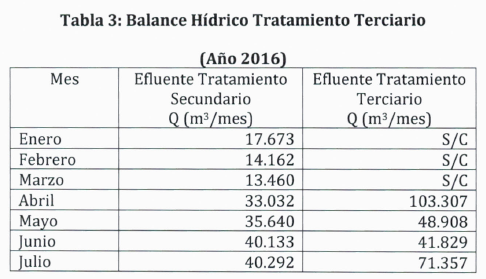 Tabla 3: Balance Hídrico Tratamiento Terciario
(Año 2016)
Mes Efluente Tratamiento Secundario Q (m³/mes) Efluente Tratamiento Terciario Q (m³/mes)
Enero 17.673 S/C
Febrero 14.162 S/C
Marzo 13.460 S/C
Abril 33.032 103.307
Mayo 35.640 48.908
Junio 40.133 41.829
Julio 40.292 71.357